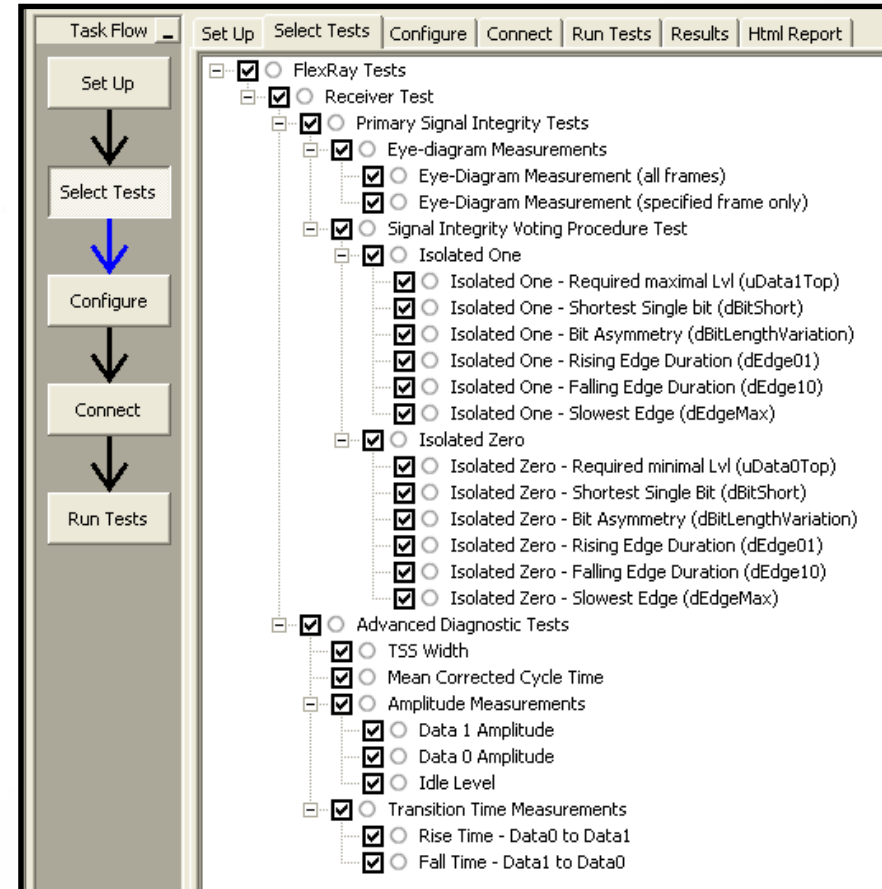 Task Flow
Set Up
Select Tests
Configure
Connect
Run Tests
Set Up Select Tests Configure Connect Run Tests Results Html Report
FlexRay Tests
Receiver Test
Primary Signal Integrity Tests
Eye-diagram Measurements
Eye-Diagram Measurement (all frames)
Eye-Diagram Measurement (specified frame only)
Signal Integrity Voting Procedure Test
Isolated One
Isolated One - Required maximal Lvl (uData1Top)
Isolated One - Shortest Single bit (dBitShort)
Isolated One - Bit Asymmetry (dBitLengthVariation)
Isolated One - Rising Edge Duration (dEdge01)
Isolated One - Falling Edge Duration (dEdge10)
Isolated One - Slowest Edge (dEdgeMax)
Isolated Zero
Isolated Zero - Required minimal Lvl (uData0Top)
Isolated Zero - Shortest Single Bit (dBitShort)
Isolated Zero - Bit Asymmetry (dBitLengthVariation)
Isolated Zero - Rising Edge Duration (dEdge01)
Isolated Zero - Falling Edge Duration (dEdge10)
Isolated Zero - Slowest Edge (dEdgeMax)
Advanced Diagnostic Tests
TSS Width
Mean Corrected Cycle Time
Amplitude Measurements
Data 1 Amplitude
Data 0 Amplitude
Idle Level
Transition Time Measurements
Rise Time - Data0 to Data1
Fall Time - Data1 to Data0